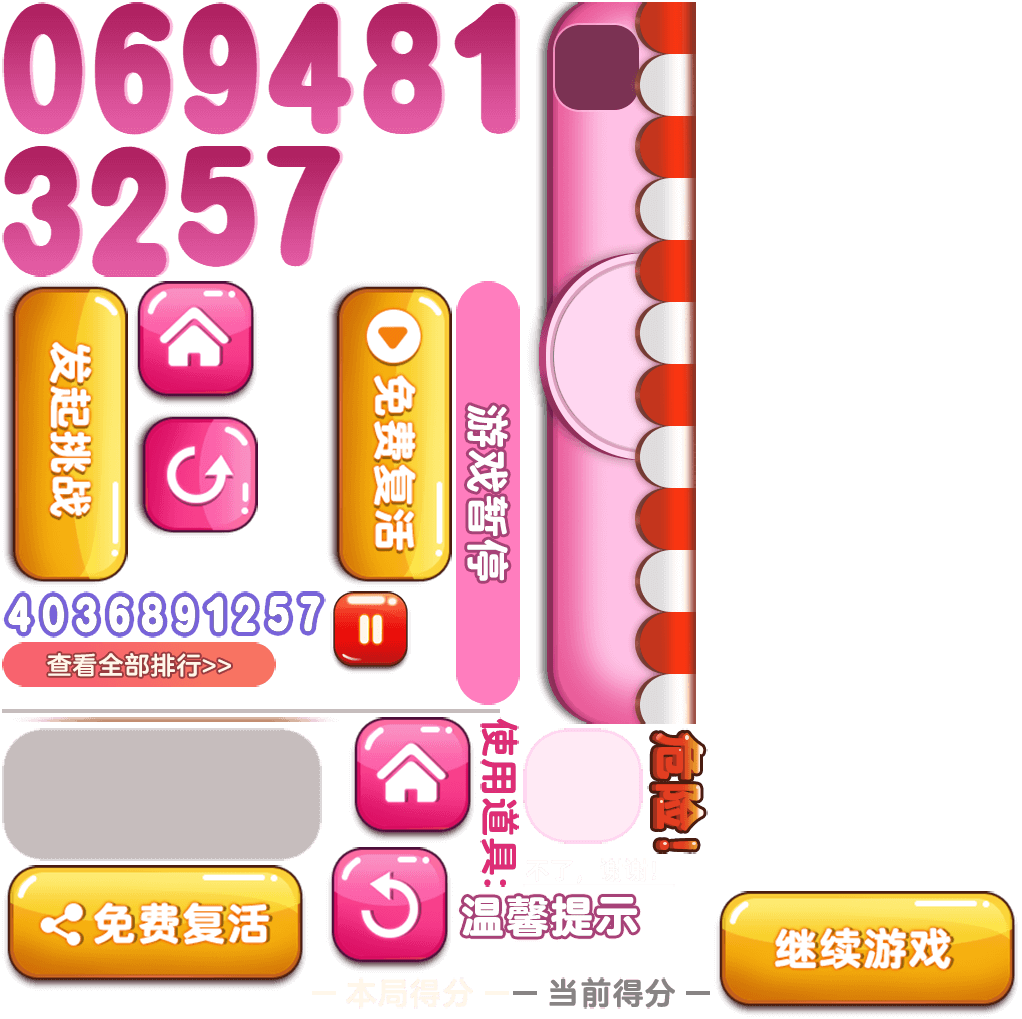 069481
3257
发起挑战
免费复活
游戏暂停
4036891257
查看全部排行>>
使用道具:
危险!
免费复活
温馨提示
继续游戏
— 本局得分 —
— 当前得分 —